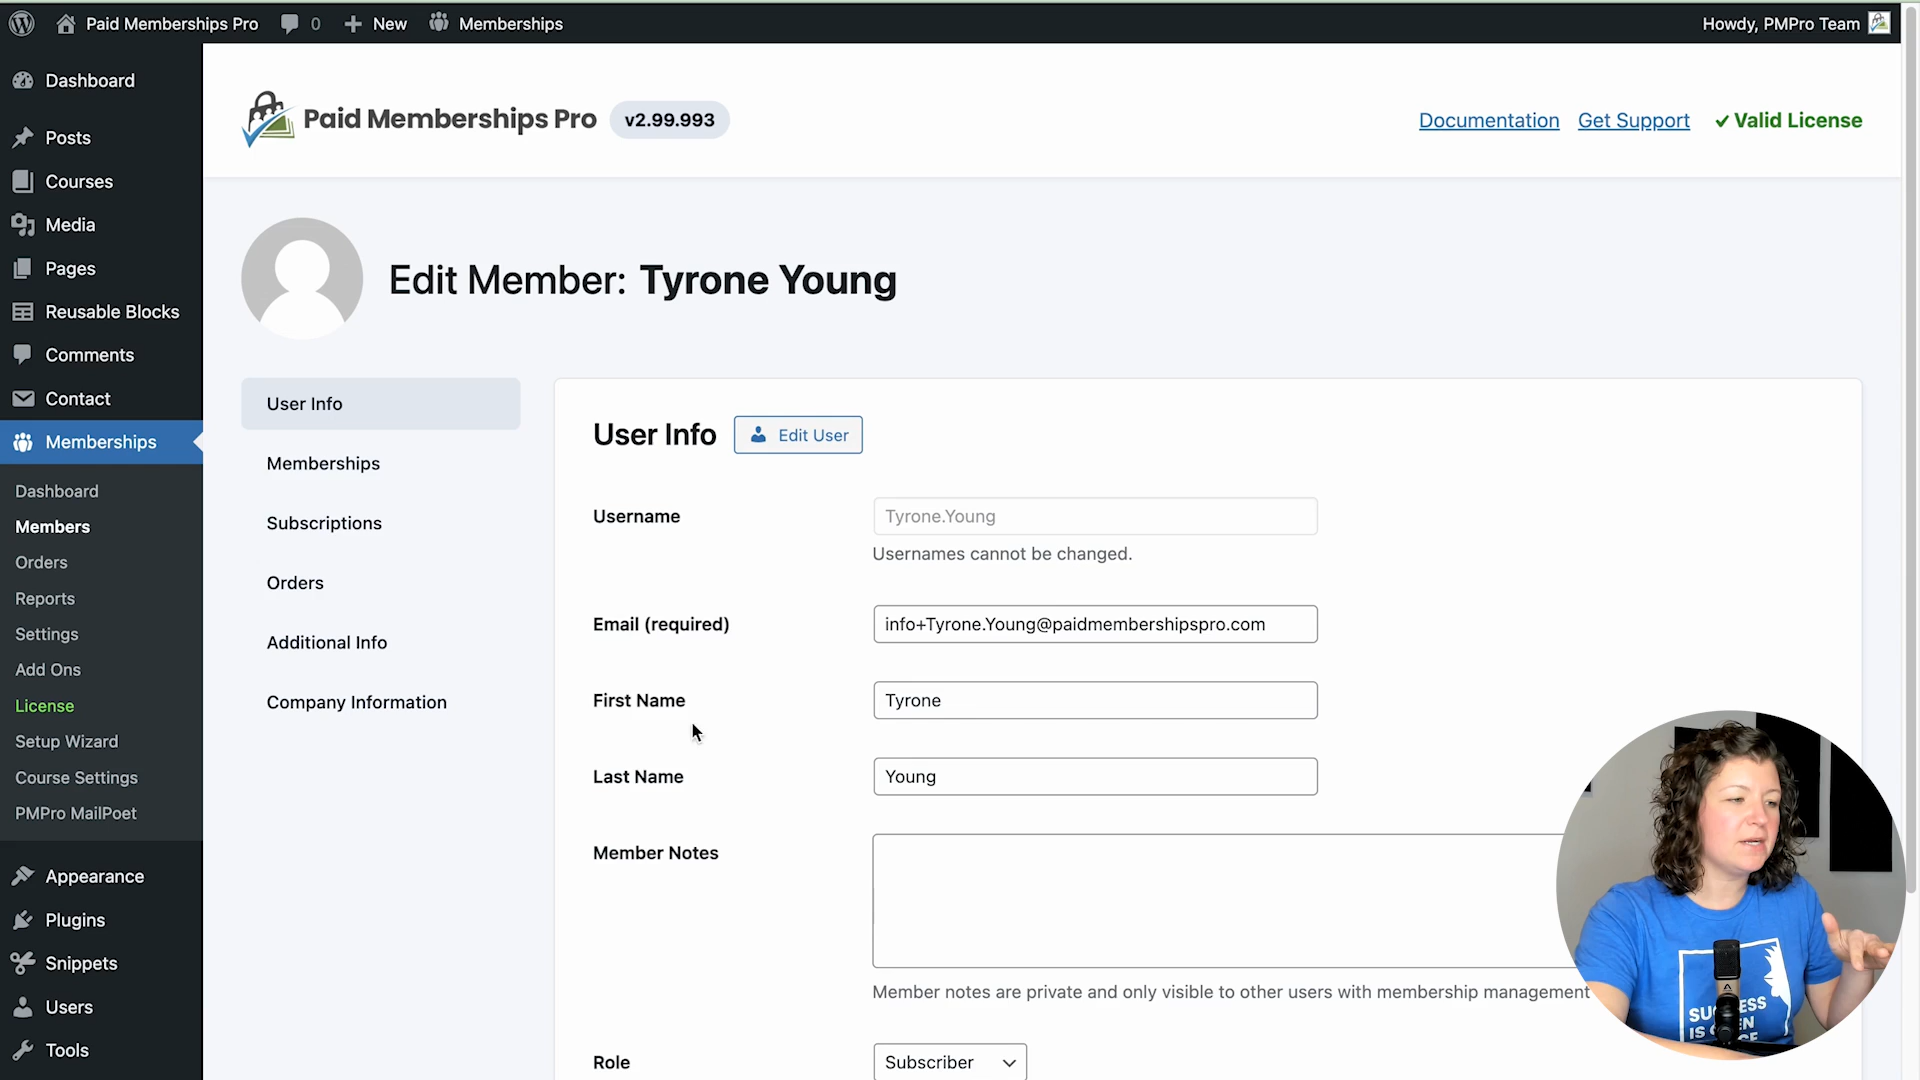 Paid Memberships Pro 0 New Memberships Howdy, PMPro Team
Dashboard
Posts
Courses
Media
Pages
Reusable Blocks
Comments
Contact
Memberships
Dashboard
Members
Orders
Reports
Settings
Add Ons
License
Setup Wizard
Course Settings
PMPro MailPoet
Appearance
Plugins
Snippets
Users
Tools
Paid Memberships Pro v2.99.993
Documentation Get Support Valid License
Edit Member: Tyrone Young
User Info
Memberships
Subscriptions
Orders
Additional Info
Company Information
User Info Edit User
Username Tyrone.Young
Usernames cannot be changed.
Email (required) info+Tyrone.Young@paidmembershipspro.com
First Name Tyrone
Last Name Young
Member Notes
Member notes are private and only visible to other users with membership management
Role Subscriber
IS